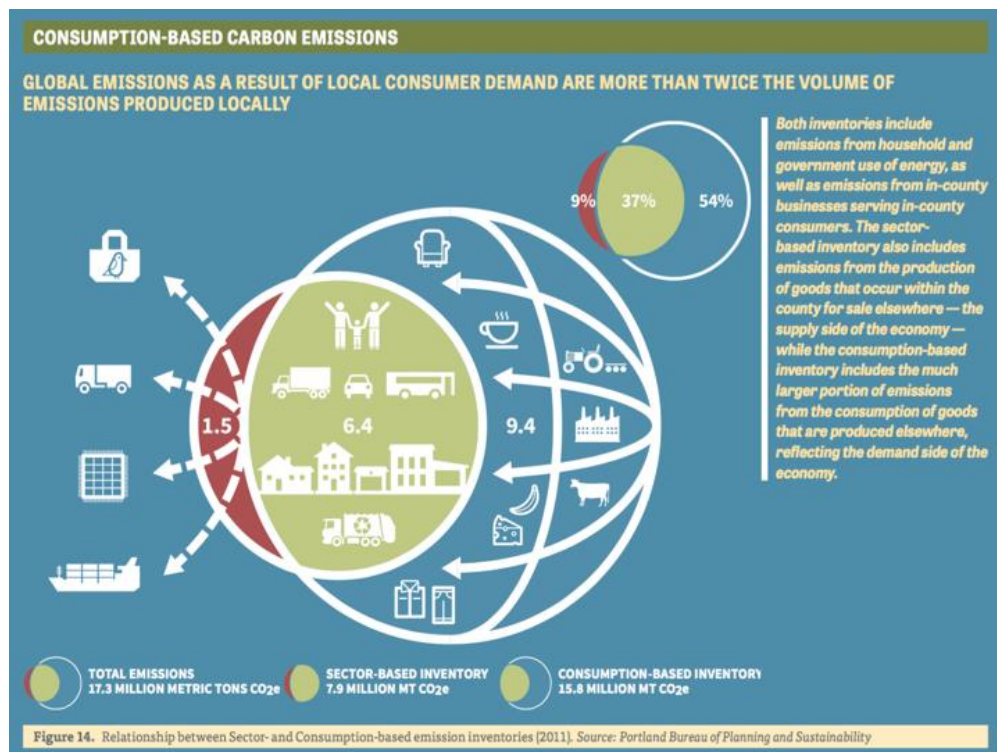 CONSUMPTION-BASED CARBON EMISSIONS
GLOBAL EMISSIONS AS A RESULT OF LOCAL CONSUMER DEMAND ARE MORE THAN TWICE THE VOLUME OF
EMISSIONS PRODUCED LOCALLY
9%
37%
54%
Both inventories include
emissions from household and
government use of energy, as
well as emissions from in-county
businesses serving in-county
consumers. The sector-
based inventory also includes
emissions from the production
of goods that occur within the
county for sale elsewhere — the
supply side of the economy —
while the consumption-based
inventory includes the much
larger portion of emissions
from the consumption of goods
that are produced elsewhere,
reflecting the demand side of the
economy.
1.5
6.4
9.4
TOTAL EMISSIONS
17.3 MILLION METRIC TONS CO2e
SECTOR-BASED INVENTORY
7.9 MILLION MT CO2e
CONSUMPTION-BASED INVENTORY
15.8 MILLION MT CO2e
Figure 14. Relationship between Sector- and Consumption-based emission inventories (2011). Source: Portland Bureau of Planning and Sustainability